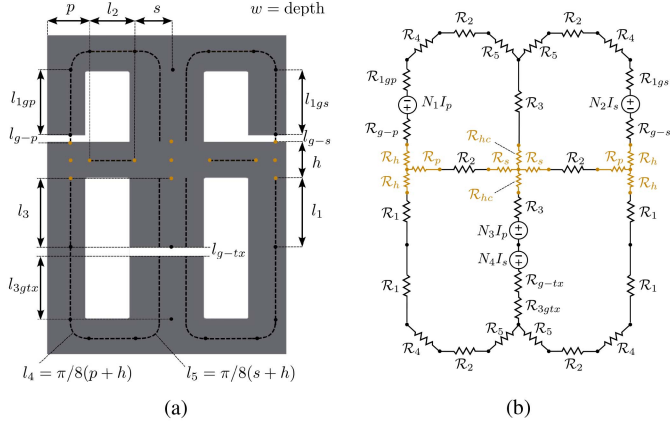 p
l₂
s
w = depth
l₁gp
l₁gs
lg−p
lg−s
h
l₃
l₁
lg−tx
l₃gtx
l₄ = π/8(p + h)
l₅ = π/8(s + h)
(a)
R₂
R₂
R₄
R₅
R₅
R₄
R₁gp
R₁gs
R₃
N₁Iₚ
N₂Iₛ
Rg−p
Rg−s
Rhc
Rh
Rp
R₂
Rs
Rs
R₂
Rp
Rh
Rh
Rh
Rhc
R₁
R₃
R₁
N₃Iₚ
N₄Iₛ
R₁
Rg−tx
R₁
R₃gtx
R₄
R₅
R₅
R₄
R₂
R₂
(b)